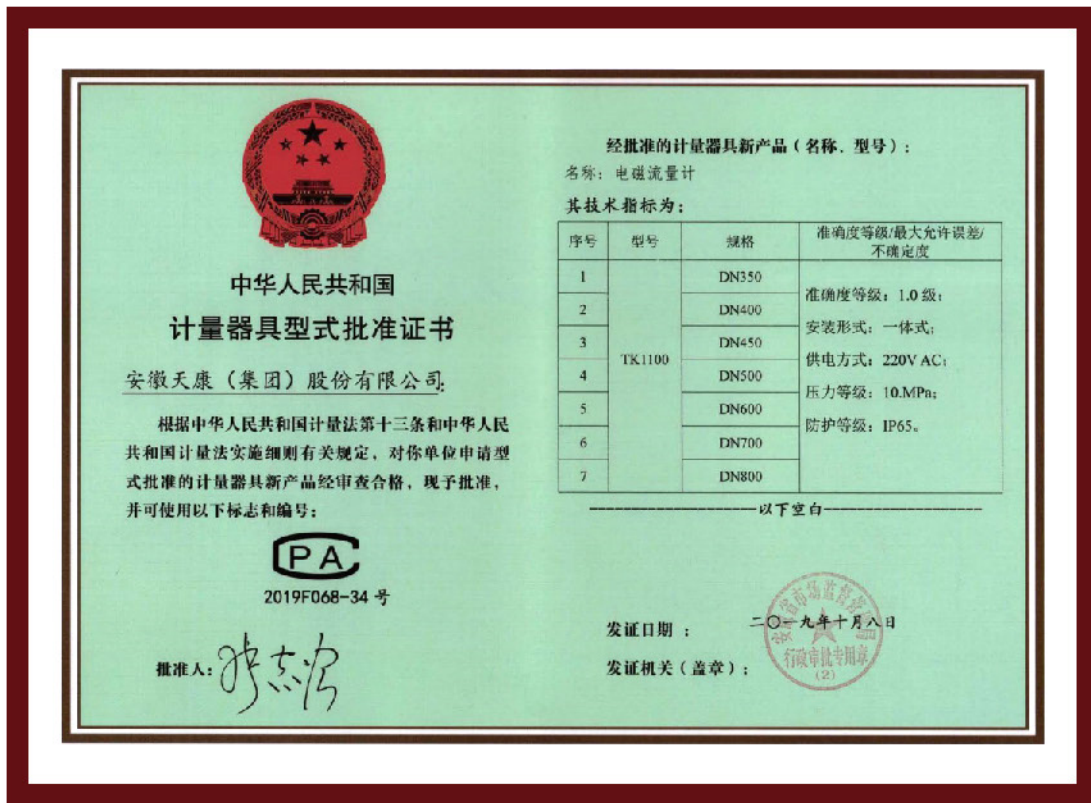 中华人民共和国
计量器具型式批准证书
安徽天康（集团）股份有限公司:
根据中华人民共和国计量法第十三条和中华人民
共和国计量法实施细则有关规定，对你单位申请型
式批准的计量器具新产品经审查合格，现予批准，
并可使用以下标志和编号：
CPA
2019F068-34 号
批准人:
经批准的计量器具新产品（名称、型号）：
名称：电磁流量计
其技术指标为：
序号 型号 规格 准确度等级/最大允许误差/
不确定度
1 DN350
2 DN400
3 DN450
4 DN500
5 DN600
6 DN700
7 DN800
TK1100
准确度等级：1.0 级；
安装形式：一体式；
供电方式：220V AC；
压力等级：10.MPa；
防护等级：IP65。
以下空白
发证日期 ： 二〇一九年十月八日
发证机关（盖章）：
安徽省市场监督管理局
行政审批专用章
(2)